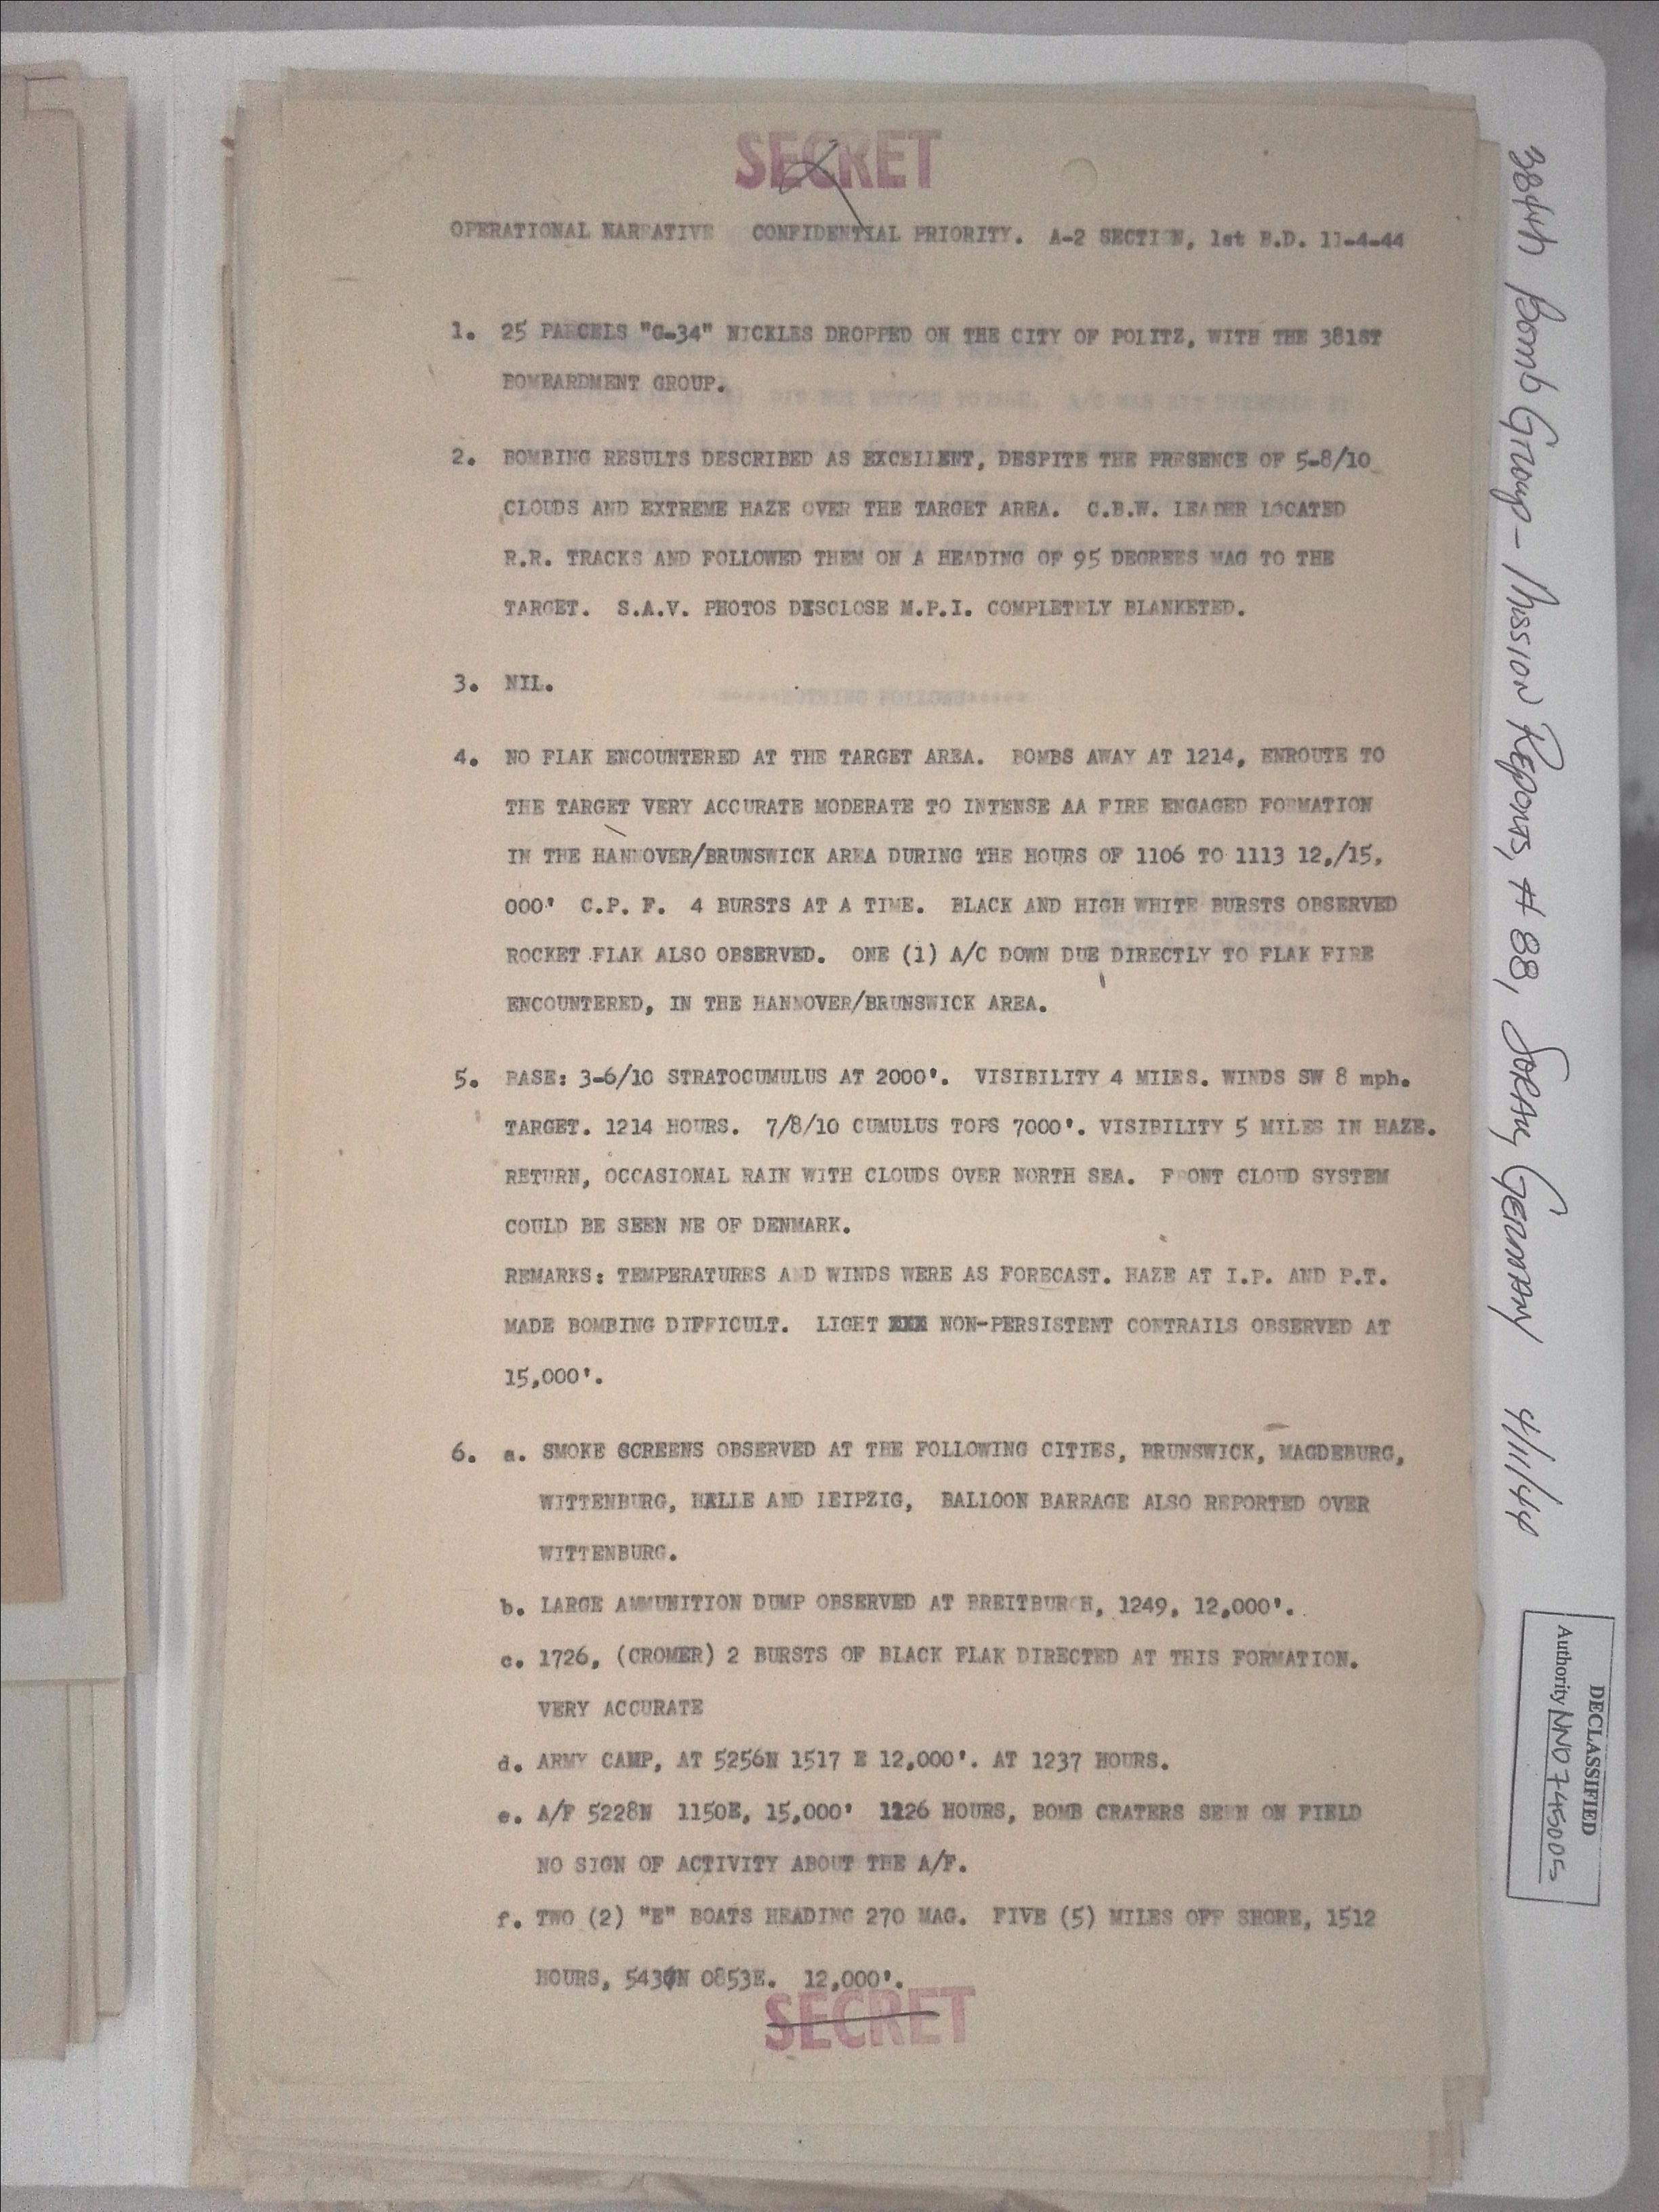 SECRET
OPERATIONAL NARRATIVE CONFIDENTIAL PRIORITY. A-2 SECTION, 1st B.D. 11-4-44
1. 25 PARCELS "G-34" NICKLES DROPPED ON THE CITY OF POLITZ, WITH THE 381ST
BOMBARDMENT GROUP.
2. BOMBING RESULTS DESCRIBED AS EXCELLENT, DESPITE THE PRESENCE OF 5-8/10
CLOUDS AND EXTREME HAZE OVER THE TARGET AREA. C.B.W. LEADER LOCATED
R.R. TRACKS AND FOLLOWED THEM ON A HEADING OF 95 DEGREES MAG TO THE
TARGET. S.A.V. PHOTOS DISCLOSE M.P.I. COMPLETELY BLANKETED.
3. NIL.
*****NOTHING FOLLOWS*****
4. NO FLAK ENCOUNTERED AT THE TARGET AREA. BOMBS AWAY AT 1214, ENROUTE TO
THE TARGET VERY ACCURATE MODERATE TO INTENSE AA FIRE ENGAGED FORMATION
IN THE HANNOVER/BRUNSWICK AREA DURING THE HOURS OF 1106 TO 1113 12,/15,
000' C.P. F. 4 BURSTS AT A TIME. BLACK AND HIGH WHITE BURSTS OBSERVED
ROCKET FLAK ALSO OBSERVED. ONE (1) A/C DOWN DUE DIRECTLY TO FLAK FIRE
ENCOUNTERED, IN THE HANNOVER/BRUNSWICK AREA.
5. BASE: 3-6/10 STRATOCUMULUS AT 2000'. VISIBILITY 4 MILES. WINDS SW 8 mph.
TARGET. 1214 HOURS. 7/8/10 CUMULUS TOPS 7000'. VISIBILITY 5 MILES IN HAZE.
RETURN, OCCASIONAL RAIN WITH CLOUDS OVER NORTH SEA. FRONT CLOUD SYSTEM
COULD BE SEEN NE OF DENMARK.
REMARKS: TEMPERATURES AND WINDS WERE AS FORECAST. HAZE AT I.P. AND P.T.
MADE BOMBING DIFFICULT. LIGHT XXX NON-PERSISTENT CONTRAILS OBSERVED AT
15,000'.
6. a. SMOKE SCREENS OBSERVED AT THE FOLLOWING CITIES, BRUNSWICK, MAGDEBURG,
WITTENBURG, HALLE AND LEIPZIG, BALLOON BARRAGE ALSO REPORTED OVER
WITTENBURG.
b. LARGE AMMUNITION DUMP OBSERVED AT BREITBURCH, 1249, 12,000'.
c. 1726, (CROMER) 2 BURSTS OF BLACK FLAK DIRECTED AT THIS FORMATION.
VERY ACCURATE
d. ARMY CAMP, AT 5256N 1517 E 12,000'. AT 1237 HOURS.
e. A/F 5228N 1150E, 15,000' 1126 HOURS, BOMB CRATERS SEEN ON FIELD
NO SIGN OF ACTIVITY ABOUT THE A/F.
f. TWO (2) "E" BOATS HEADING 270 MAG. FIVE (5) MILES OFF SHORE, 1512
HOURS, N 0853E. 12,000'.
SECRET
384th Bomb Group - Mission Reports, # 88, Sorau, Germany 4/11/44
DECLASSIFIED
Authority NND 745005